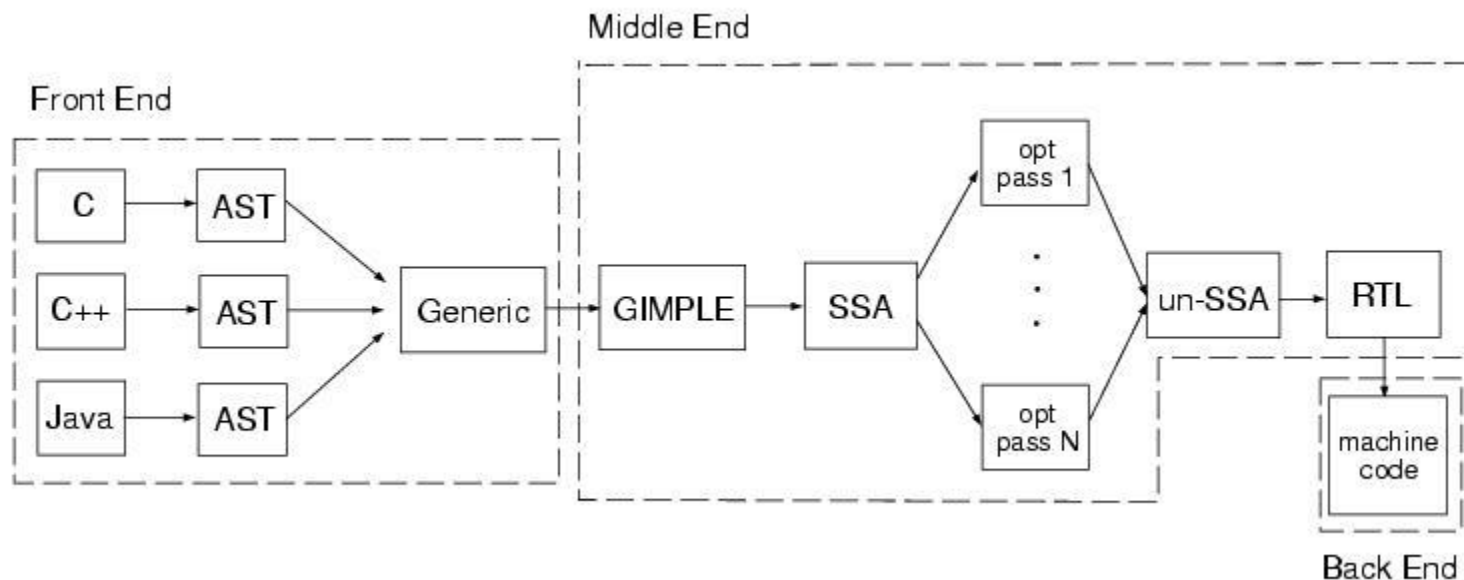 Middle End
Front End
C
AST
C++
AST
Java
AST
Generic
GIMPLE
SSA
opt
pass 1
opt
pass N
un-SSA
RTL
machine
code
Back End